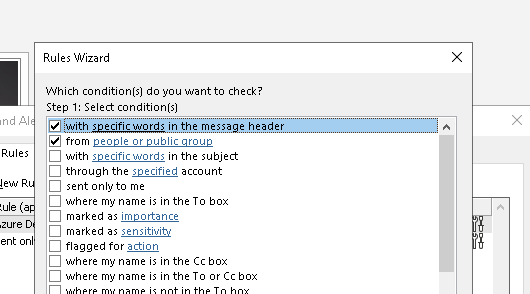 Rules Wizard
Which condition(s) do you want to check?
Step 1: Select condition(s)
with specific words in the message header
from people or public group
with specific words in the subject
through the specified account
sent only to me
where my name is in the To box
marked as importance
marked as sensitivity
flagged for action
where my name is in the Cc box
where my name is in the To or Cc box
where my name is not in the To box
and Ale
Rules
New Ru
Rule (ap
Azure De
ent only